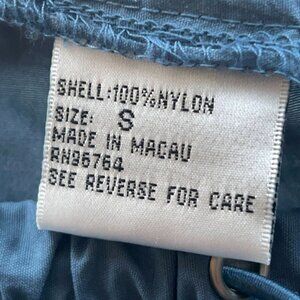 SHELL:100%NYLON
SIZE: S
MADE IN MACAU
RN96764
SEE REVERSE FOR CARE